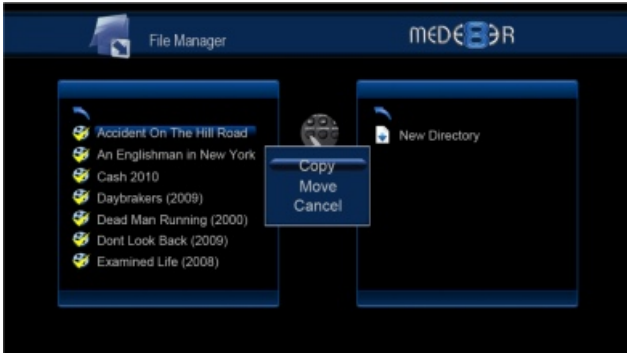 File Manager
MEDE8ER
Accident On The Hill Road
An Englishman in New York
Cash 2010
Daybrakers (2009)
Dead Man Running (2000)
Dont Look Back (2009)
Examined Life (2008)
Copy
Move
Cancel
New Directory